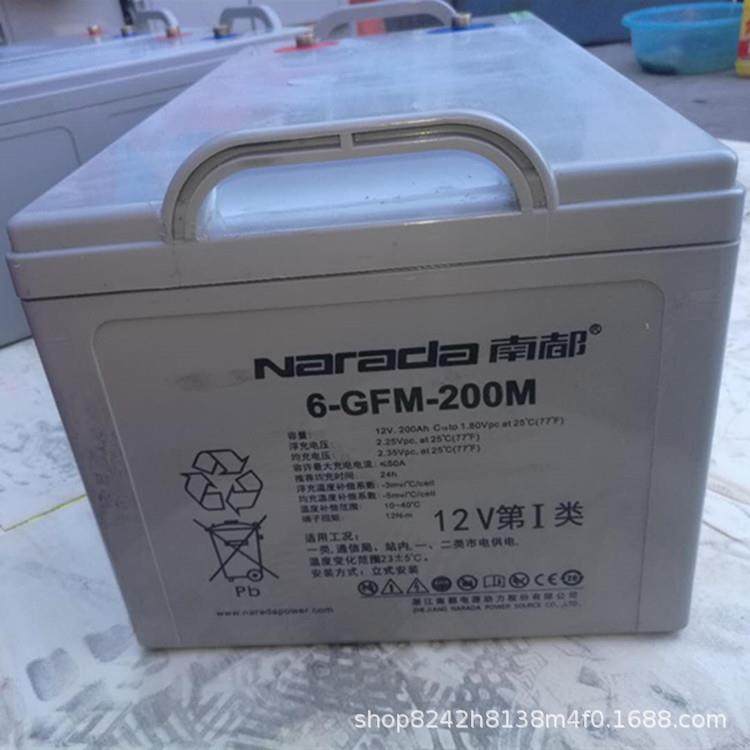 Narada 南都®
6-GFM-200M
容量: 12V, 200Ah C₁₀ to 1.80Vpc at 25℃(77℉)
浮充电压: 2.25Vpc, at 25℃(77℉)
均充电压: 2.35Vpc, at 25℃(77℉)
容许最大充电电流: ≤50A
推荐均充时间: 24h
浮充温度补偿系数: -3mv/℃/cell
均充温度补偿系数: -5mv/℃/cell
温度补偿范围: 10~40℃
端子扭矩: 12N·m
12V第I类
适用工况:
一类,通信局、站内,一、二类市电供电,
温度变化范围23±5℃。
安装方式: 立式安装
Pb
CE
www.naradapower.com
浙江南都电源动力股份有限公司
ZHEJIANG NARADA POWER SOURCE CO.,LTD.
shop8242h8138m4f0.1688.com